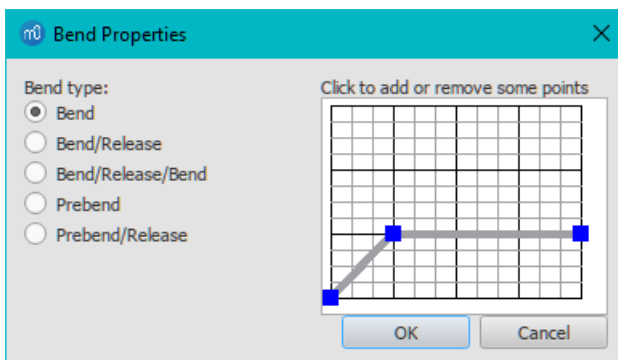 Bend Properties
Bend type:
Bend
Bend/Release
Bend/Release/Bend
Prebend
Prebend/Release
Click to add or remove some points
OK
Cancel